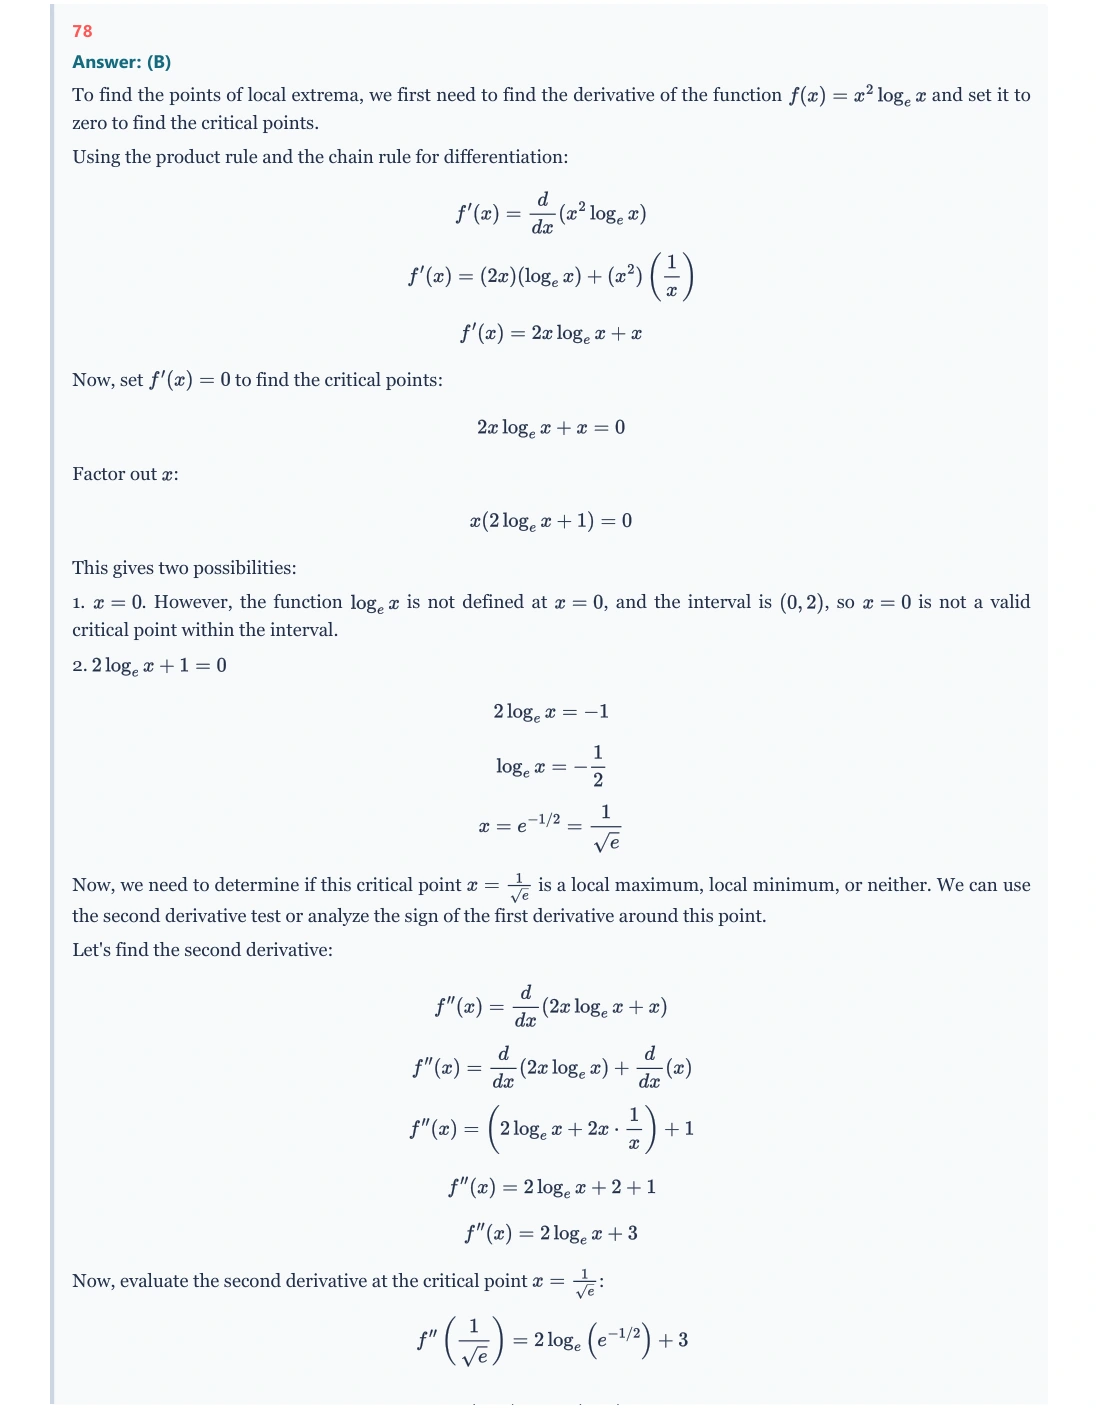 78
Answer: (B)
To find the points of local extrema, we first need to find the derivative of the function f(x) = x² logₑ x and set it to
zero to find the critical points.
Using the product rule and the chain rule for differentiation:
f′(x) = d/dx (x² logₑ x)
f′(x) = (2x)(logₑ x) + (x²) (1/x)
f′(x) = 2x logₑ x + x
Now, set f′(x) = 0 to find the critical points:
2x logₑ x + x = 0
Factor out x:
x(2 logₑ x + 1) = 0
This gives two possibilities:
1. x = 0. However, the function logₑ x is not defined at x = 0, and the interval is (0, 2), so x = 0 is not a valid
critical point within the interval.
2. 2 logₑ x + 1 = 0
2 logₑ x = −1
logₑ x = −1/2
x = e^(−1/2) = 1/√e
Now, we need to determine if this critical point x = 1/√e is a local maximum, local minimum, or neither. We can use
the second derivative test or analyze the sign of the first derivative around this point.
Let's find the second derivative:
f″(x) = d/dx (2x logₑ x + x)
f″(x) = d/dx (2x logₑ x) + d/dx (x)
f″(x) = (2 logₑ x + 2x · 1/x) + 1
f″(x) = 2 logₑ x + 2 + 1
f″(x) = 2 logₑ x + 3
Now, evaluate the second derivative at the critical point x = 1/√e:
f″ (1/√e) = 2 logₑ (e^(−1/2)) + 3